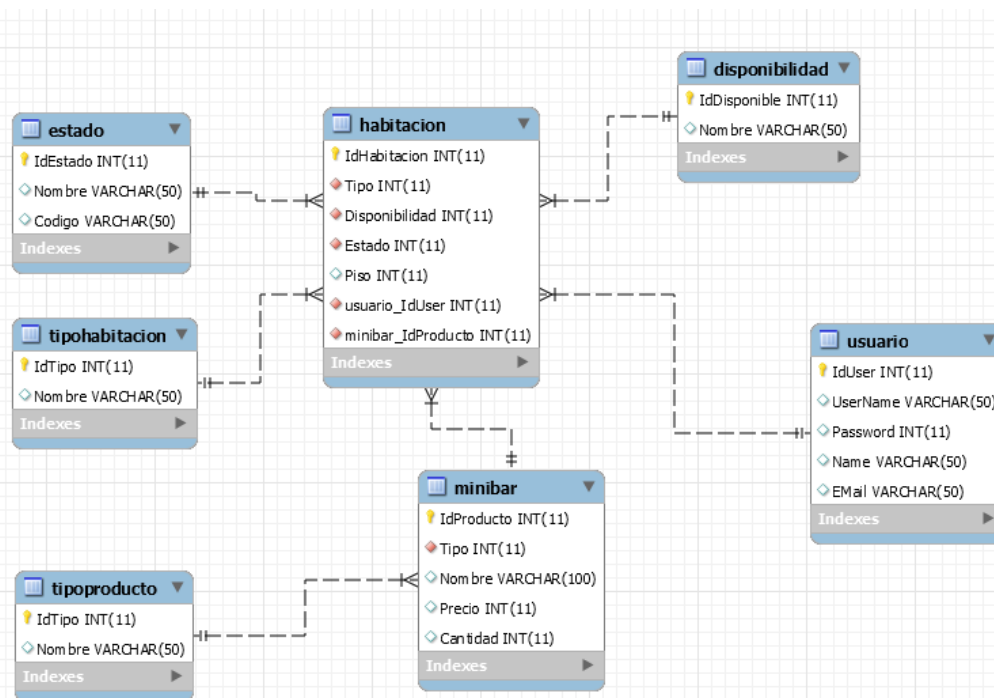 estado
IdEstado INT(11)
Nombre VARCHAR(50)
Codigo VARCHAR(50)
Indexes
tipohabitacion
IdTipo INT(11)
Nombre VARCHAR(50)
Indexes
tipoproducto
IdTipo INT(11)
Nombre VARCHAR(50)
Indexes
habitacion
IdHabitacion INT(11)
Tipo INT(11)
Disponibilidad INT(11)
Estado INT(11)
Piso INT(11)
usuario_IdUser INT(11)
minibar_IdProducto INT(11)
Indexes
minibar
IdProducto INT(11)
Tipo INT(11)
Nombre VARCHAR(100)
Precio INT(11)
Cantidad INT(11)
Indexes
disponibilidad
IdDisponible INT(11)
Nombre VARCHAR(50)
Indexes
usuario
IdUser INT(11)
UserName VARCHAR(50)
Password INT(11)
Name VARCHAR(50)
EMail VARCHAR(50)
Indexes